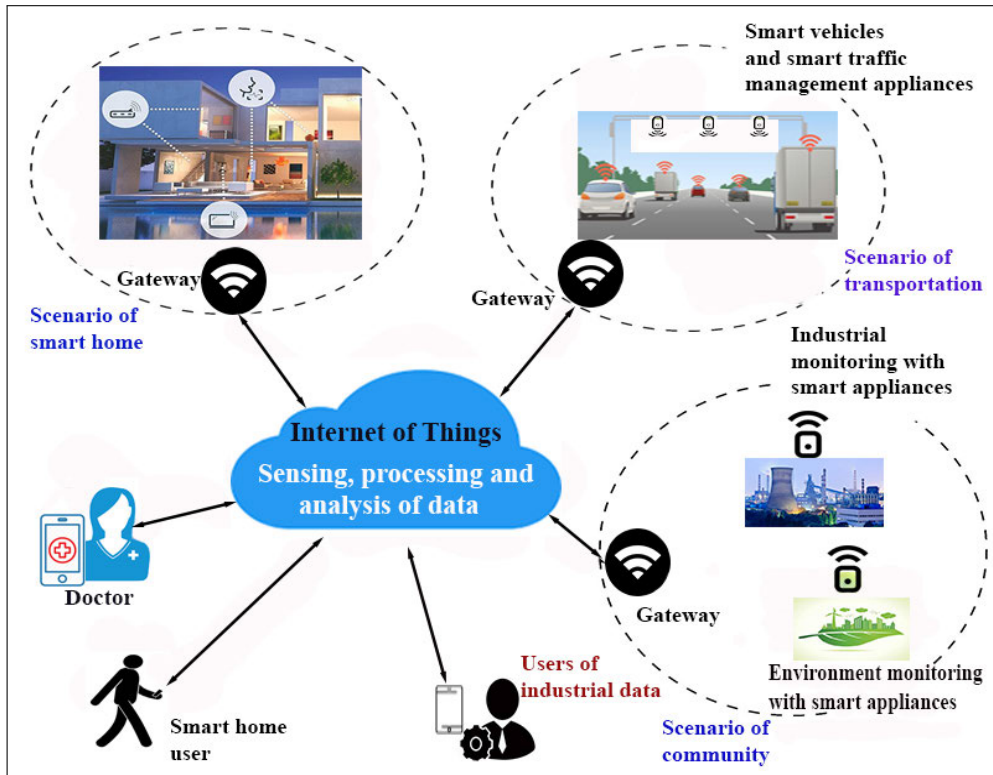 Smart vehicles
and smart traffic
management appliances
Gateway
Scenario of
smart home
Gateway
Scenario of
transportation
Industrial
monitoring with
smart appliances
Internet of Things
Sensing, processing and
analysis of data
Doctor
Gateway
Smart home
user
Users of
industrial data
Environment monitoring
with smart appliances
Scenario of
community